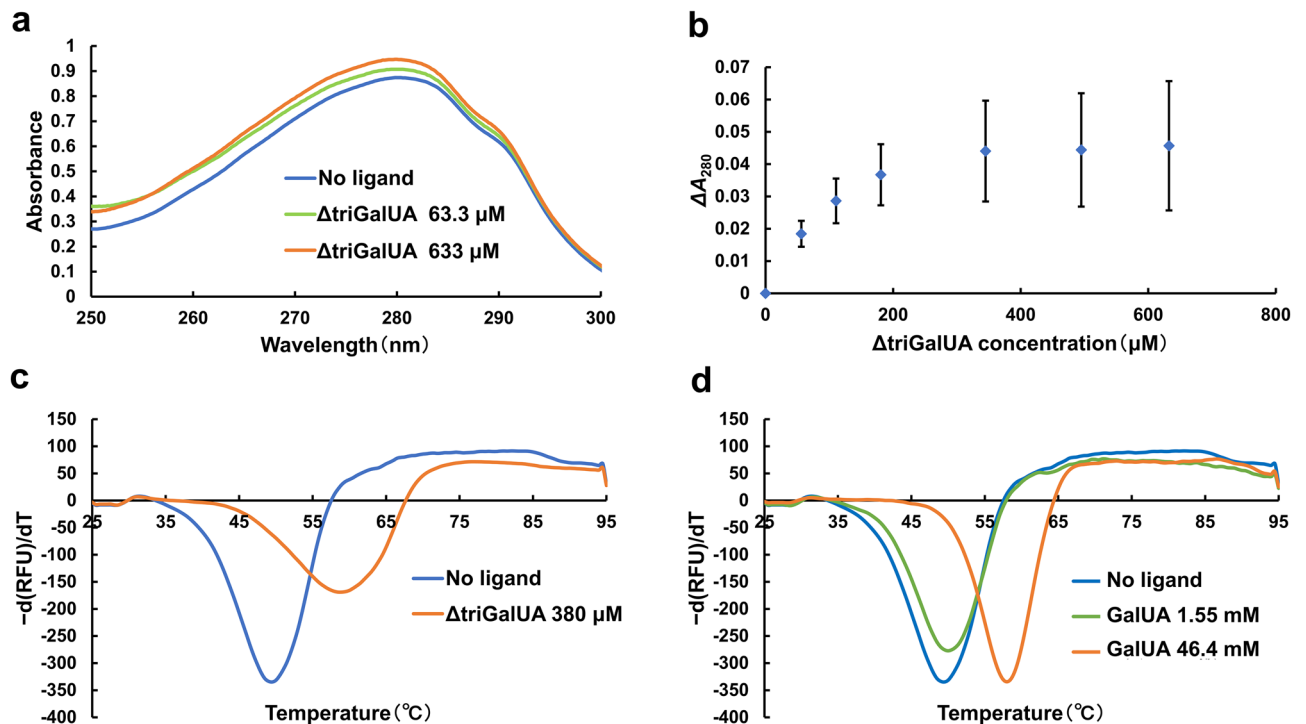 a
1
0.9
0.8
0.7
0.6
0.5
0.4
0.3
0.2
0.1
0
Absorbance
No ligand
ΔtriGalUA 63.3 μM
ΔtriGalUA 633 μM
250 260 270 280 290 300
Wavelength(nm)
b
0.07
0.06
0.05
0.04
0.03
0.02
0.01
0
ΔA280
0 200 400 600 800
ΔtriGalUA concentration(μM)
c
150
100
50
0
-50
-100
-150
-200
-250
-300
-350
-400
−d(RFU)/dT
25 35 45 55 65 75 85 95
No ligand
ΔtriGalUA 380 μM
Temperature(℃)
d
150
100
50
0
-50
-100
-150
-200
-250
-300
-350
-400
−d(RFU)/dT
25 35 45 55 65 75 85 95
No ligand
GalUA 1.55 mM
GalUA 46.4 mM
Temperature(℃)